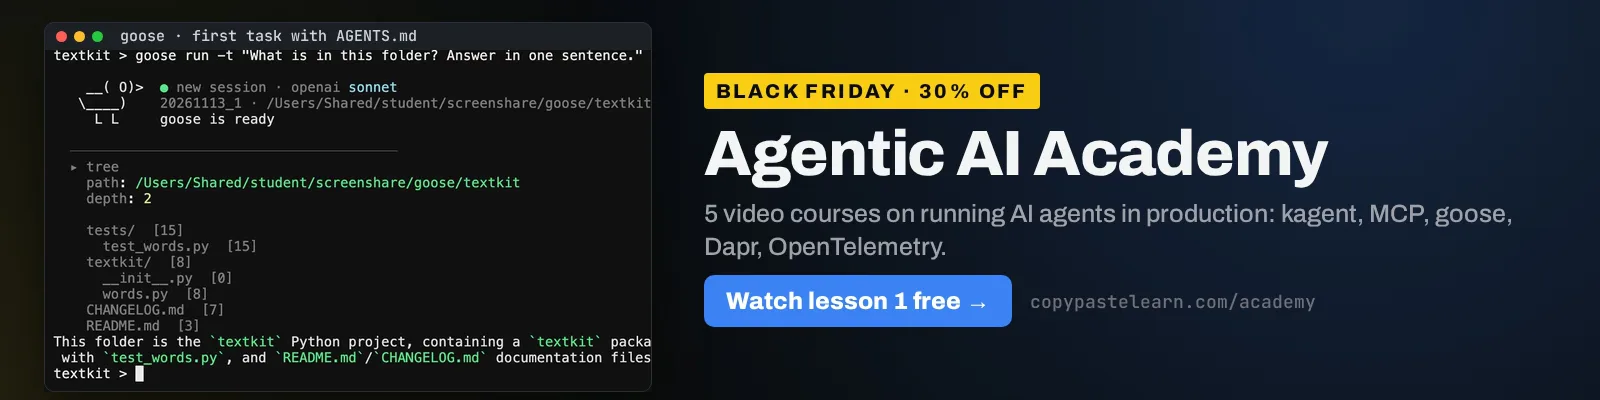 goose · first task with AGENTS.md
textkit > goose run -t "What is in this folder? Answer in one sentence."
__( O)>  ● new session · openai sonnet
\____)    20261113_1 · /Users/Shared/student/screenshare/goose/textkit
L L     goose is ready
▸ tree
path: /Users/Shared/student/screenshare/goose/textkit
depth: 2
tests/  [15]
test_words.py  [15]
textkit/  [8]
__init__.py  [0]
words.py  [8]
CHANGELOG.md  [7]
README.md  [3]
This folder is the `textkit` Python project, containing a `textkit` packa
with `test_words.py`, and `README.md`/`CHANGELOG.md` documentation files
textkit >
BLACK FRIDAY · 30% OFF
Agentic AI Academy
5 video courses on running AI agents in production: kagent, MCP, goose,
Dapr, OpenTelemetry.
Watch lesson 1 free →
copypastelearn.com/academy